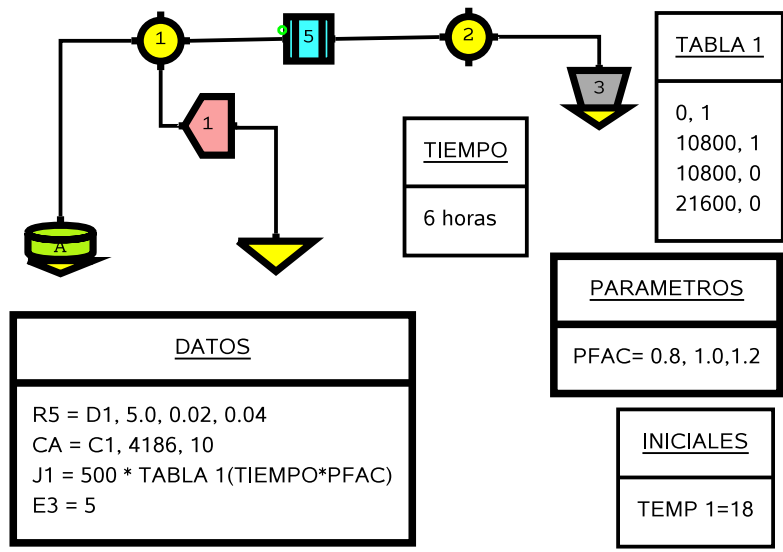 1
5
2
3
1
A
TABLA 1
0, 1
10800, 1
10800, 0
21600, 0
TIEMPO
6 horas
PARAMETROS
PFAC= 0.8, 1.0,1.2
DATOS
R5 = D1, 5.0, 0.02, 0.04
CA = C1, 4186, 10
J1 = 500 * TABLA 1(TIEMPO*PFAC)
E3 = 5
INICIALES
TEMP 1=18